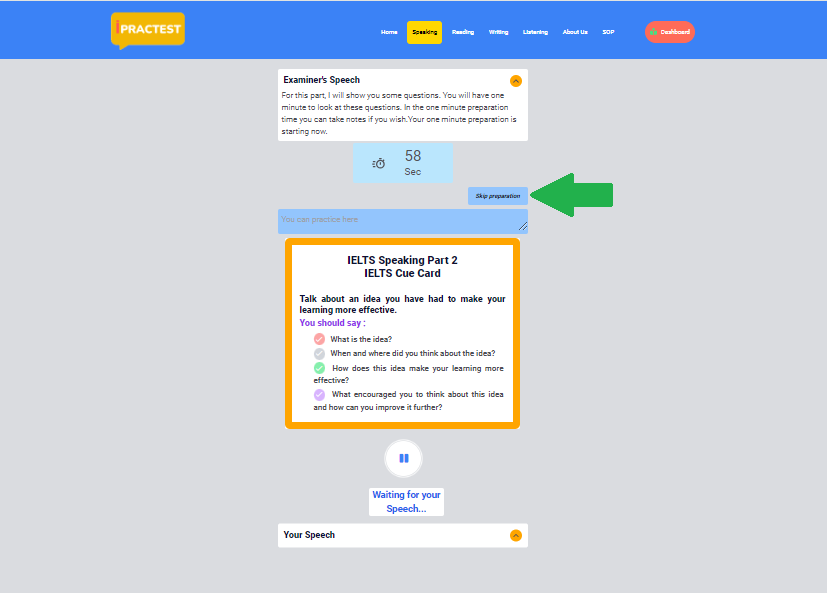 iPRACTEST
Home Speaking Reading Writing Listening About Us SOP Dashboard
Examiner's Speech
For this part, I will show you some questions. You will have one
minute to look at these questions. In the one minute preparation
time you can take notes if you wish.Your one minute preparation is
starting now.
58
Sec
Skip preparation
You can practice here
IELTS Speaking Part 2
IELTS Cue Card
Talk about an idea you have had to make your
learning more effective.
You should say :
What is the idea?
When and where did you think about the idea?
How does this idea make your learning more
effective?
What encouraged you to think about this idea
and how can you improve it further?
Waiting for your
Speech...
Your Speech